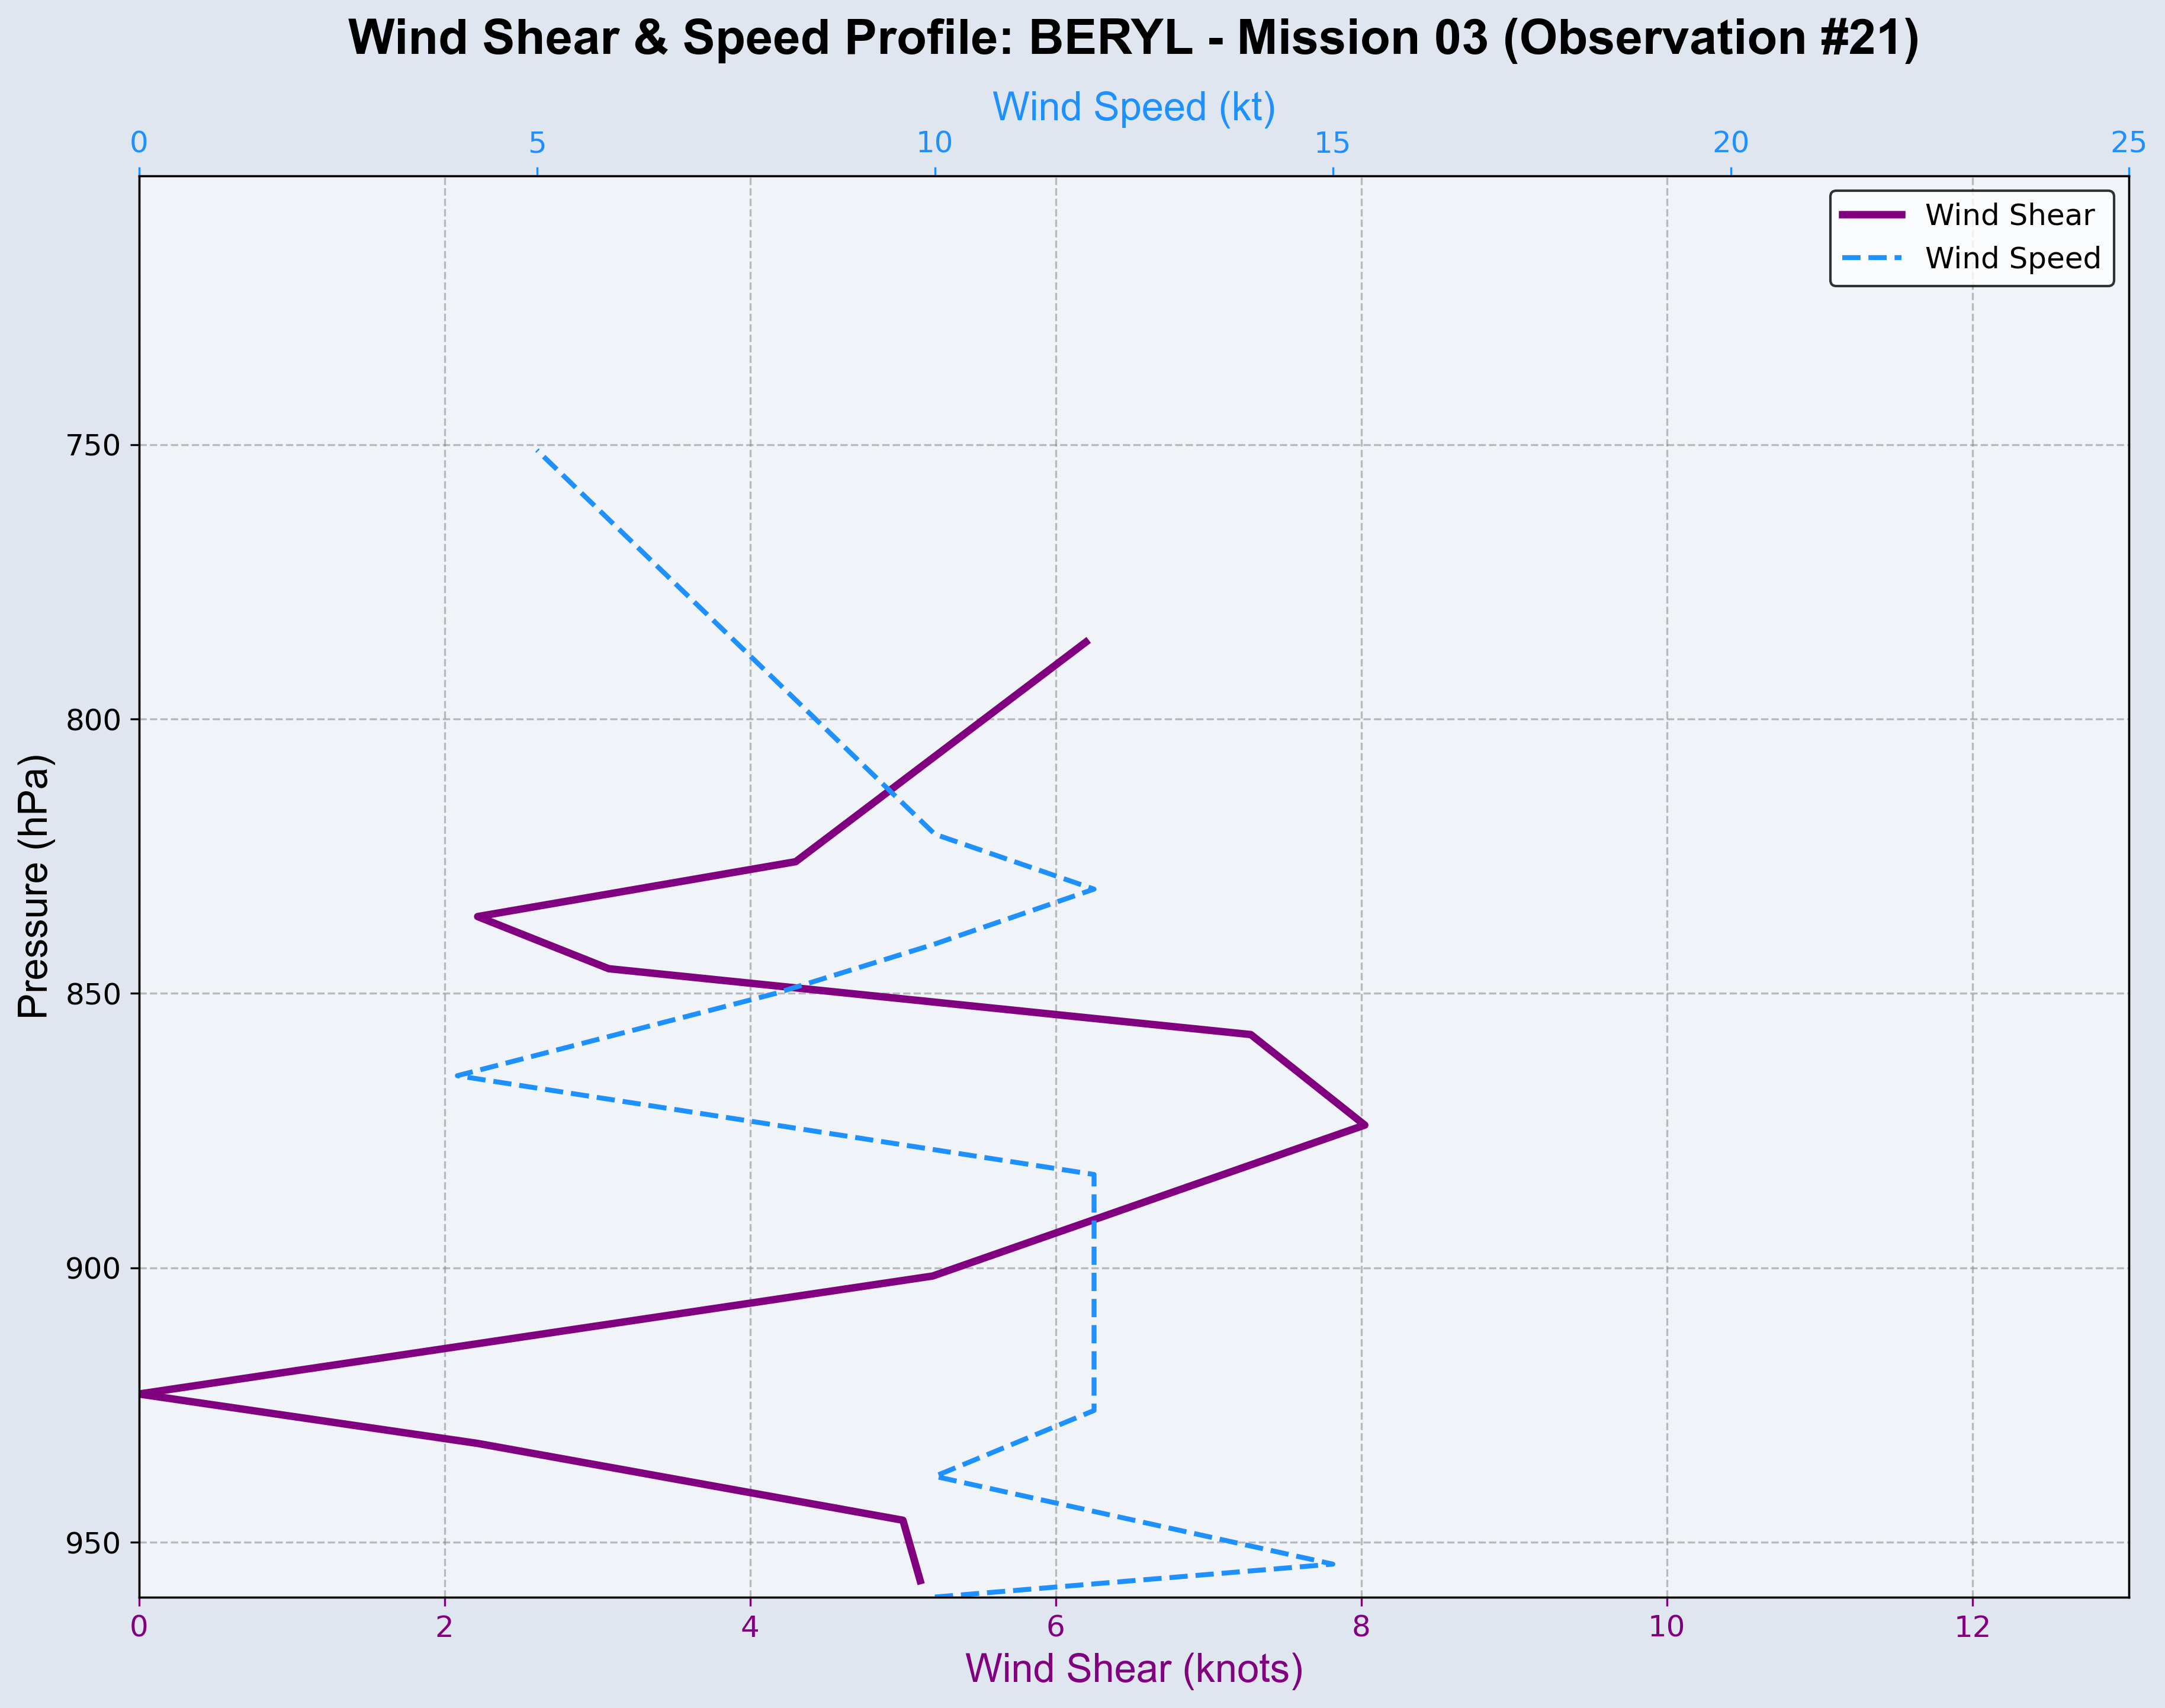 Wind Shear & Speed Profile: BERYL - Mission 03 (Observation #21)
Wind Speed (kt)
0 5 10 15 20 25
Wind Shear
Wind Speed
750
800
850
900
950
Pressure (hPa)
0 2 4 6 8 10 12
Wind Shear (knots)